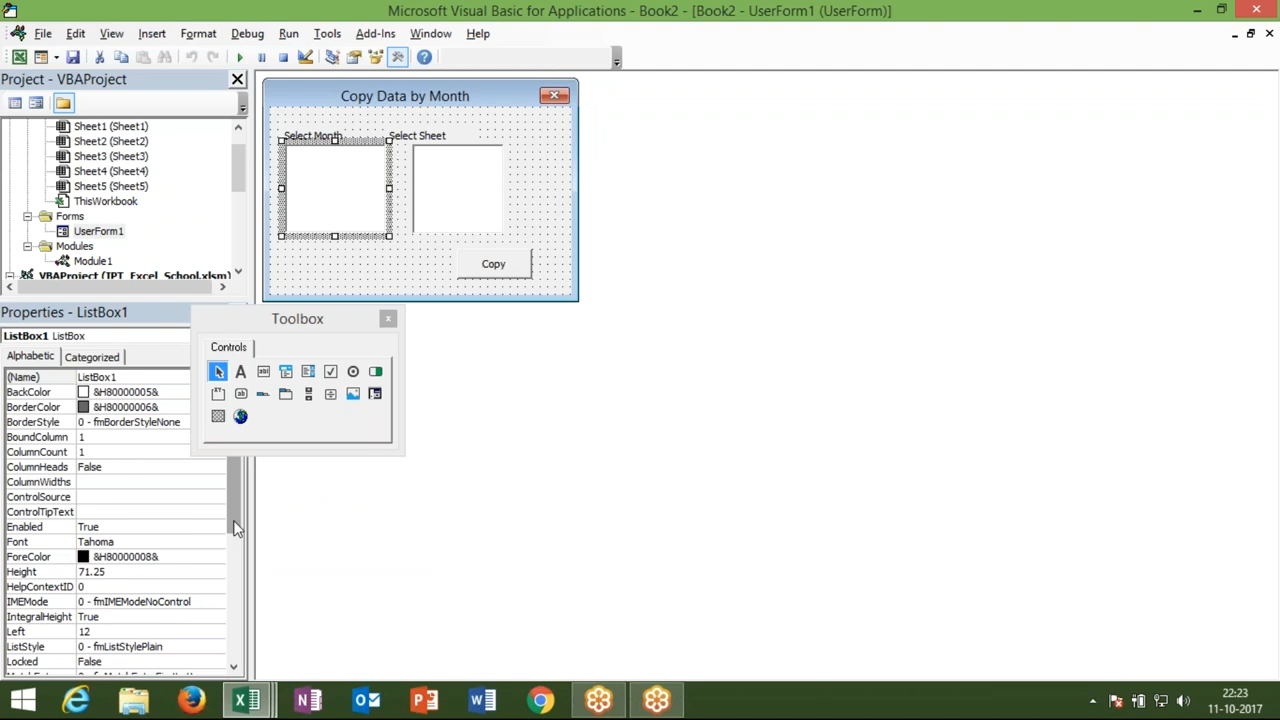 Microsoft Visual Basic for Applications - Book2 - [Book2 - UserForm1 (UserForm)]
File Edit View Insert Format Debug Run Tools Add-Ins Window Help
Project - VBAProject
Sheet1 (Sheet1)
Sheet2 (Sheet2)
Sheet3 (Sheet3)
Sheet4 (Sheet4)
Sheet5 (Sheet5)
ThisWorkbook
Forms
UserForm1
Modules
Module1
VBAProject (IPT_Excel_School.xlsm)
Copy Data by Month
Select Month Select Sheet
Copy
Properties - ListBox1
ListBox1 ListBox
Alphabetic Categorized
(Name) ListBox1
BackColor &H80000005&
BorderColor &H80000006&
BorderStyle 0 - fmBorderStyleNone
BoundColumn 1
ColumnCount 1
ColumnHeads False
ColumnWidths
ControlSource
ControlTipText
Enabled True
Font Tahoma
ForeColor &H80000008&
Height 71.25
HelpContextID 0
IMEMode 0 - fmIMEModeNoControl
IntegralHeight True
Left 12
ListStyle 0 - fmListStylePlain
Locked False
Toolbox
Controls
22:23
11-10-2017